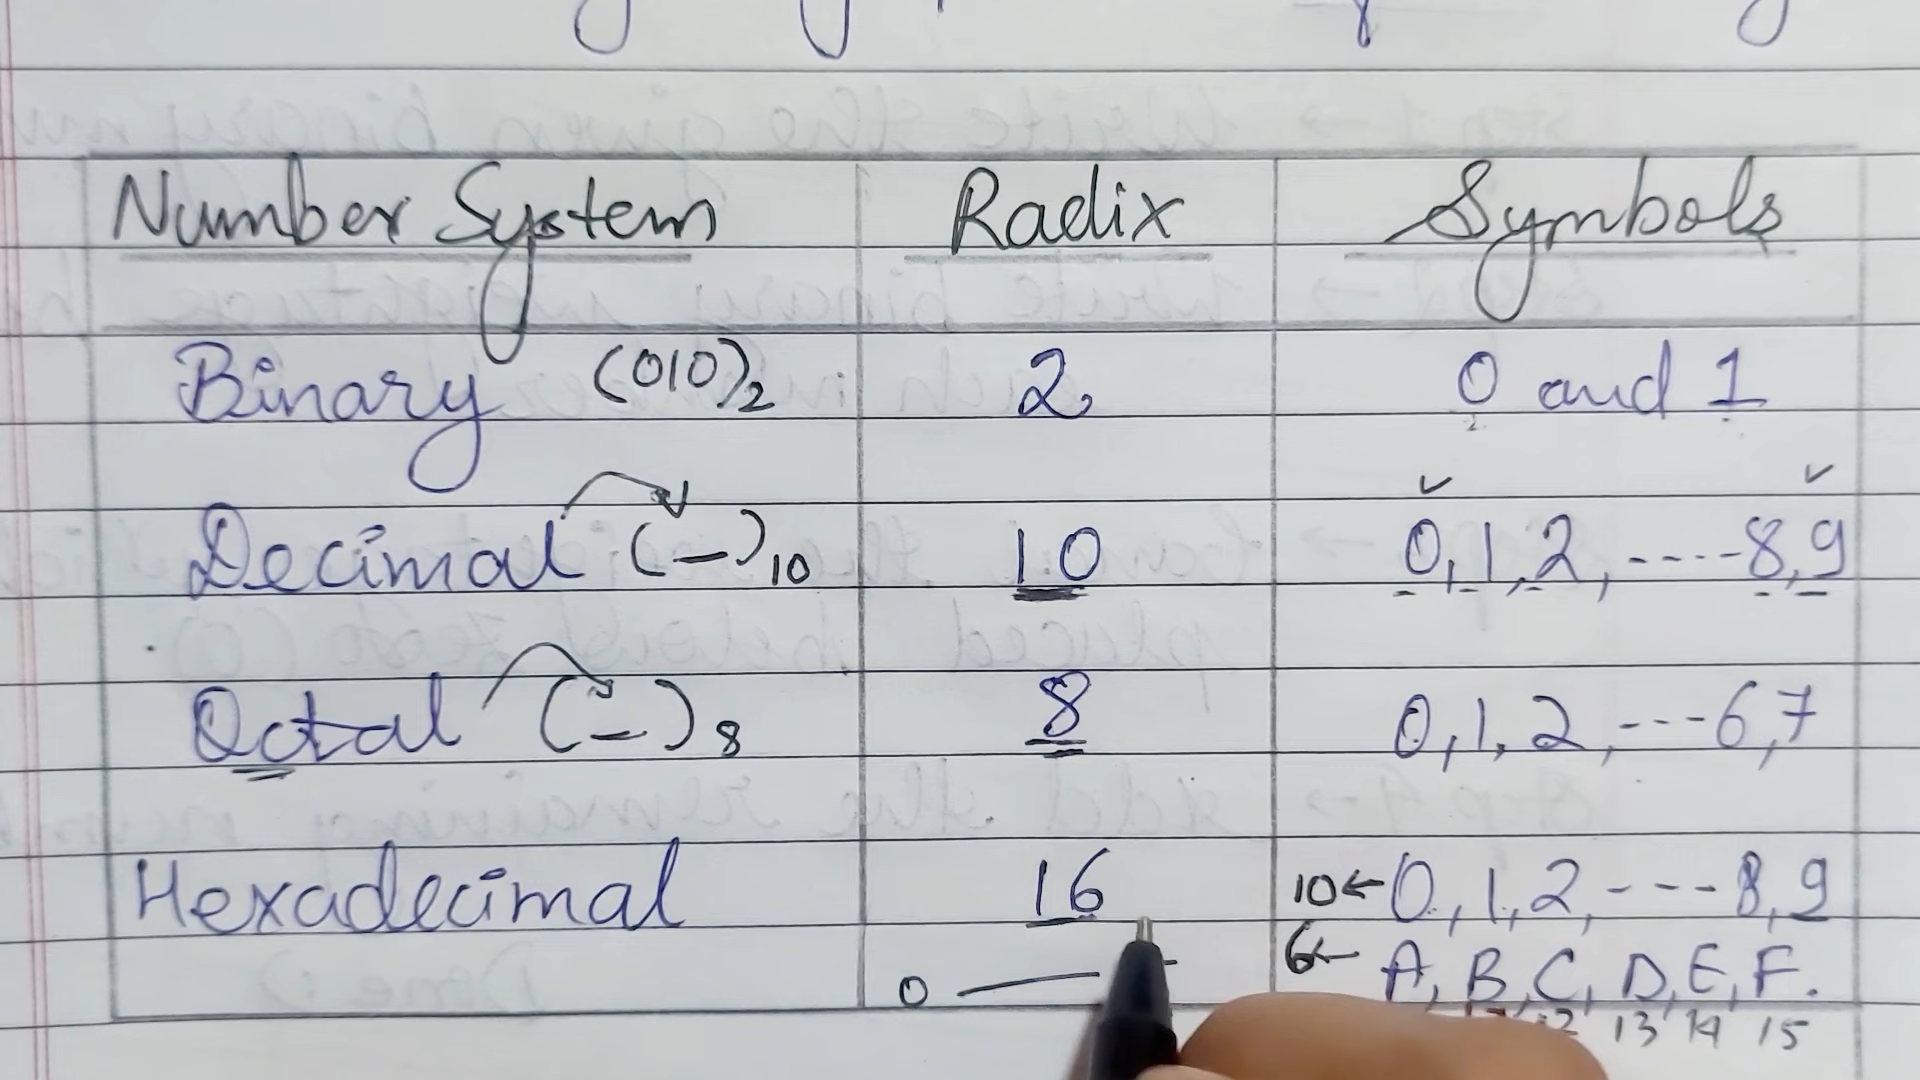 Number System Radix Symbols
Binary (010)2 2 0 and 1
Decimal (-)10 10 0,1,2,----8,9
Octal (-)8 8 0,1,2,---6,7
Hexadecimal 16 10← 0,1,2,---8,9
0 — 6← A, B, C, D, E, F.
13 14 15